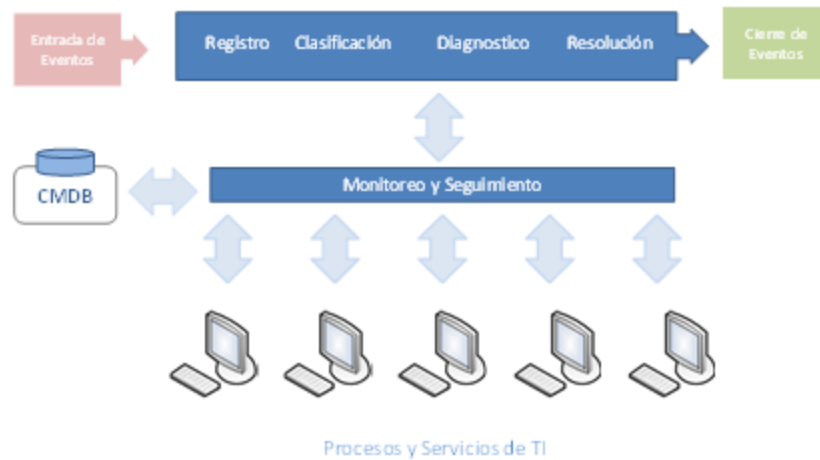 Entrada de
Eventos
Registro Clasificación Diagnostico Resolución
Cierre de
Eventos
CMDB
Monitoreo y Seguimiento
Procesos y Servicios de TI